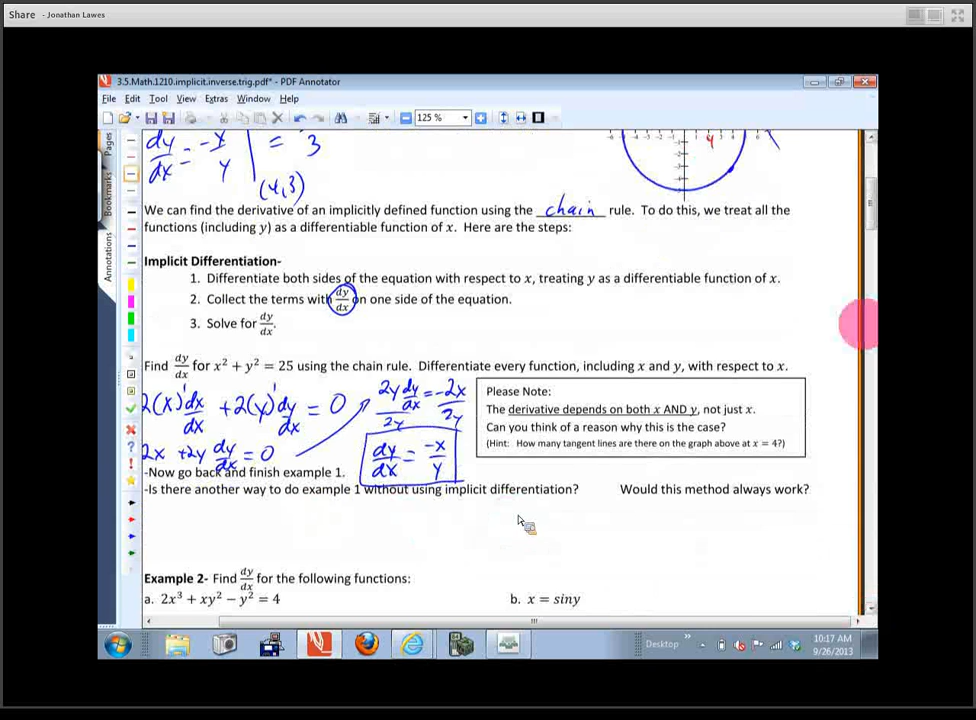 Share - Jonathan Lawes
3.5.Math.1210.implicit.inverse.trig.pdf* - PDF Annotator
File Edit Tool View Extras Window Help
125 %
Pages
Bookmarks
Annotations
dy/dx = -x/y | (4,3) = 3
4
We can find the derivative of an implicitly defined function using the chain rule. To do this, we treat all the
functions (including y) as a differentiable function of x. Here are the steps:
Implicit Differentiation-
1. Differentiate both sides of the equation with respect to x, treating y as a differentiable function of x.
2. Collect the terms with dy/dx on one side of the equation.
3. Solve for dy/dx.
Find dy/dx for x² + y² = 25 using the chain rule. Differentiate every function, including x and y, with respect to x.
2(x)¹ dx/dx + 2(y)¹ dy/dx = 0
2x + 2y dy/dx = 0
2y dy/dx / 2y = -2x / 2y
dy/dx = -x/y
Please Note:
The derivative depends on both x AND y, not just x.
Can you think of a reason why this is the case?
(Hint: How many tangent lines are there on the graph above at x = 4?)
-Now go back and finish example 1.
-Is there another way to do example 1 without using implicit differentiation? Would this method always work?
Example 2- Find dy/dx for the following functions:
a. 2x³ + xy² − y² = 4 b. x = siny
Desktop
10:17 AM
9/26/2013